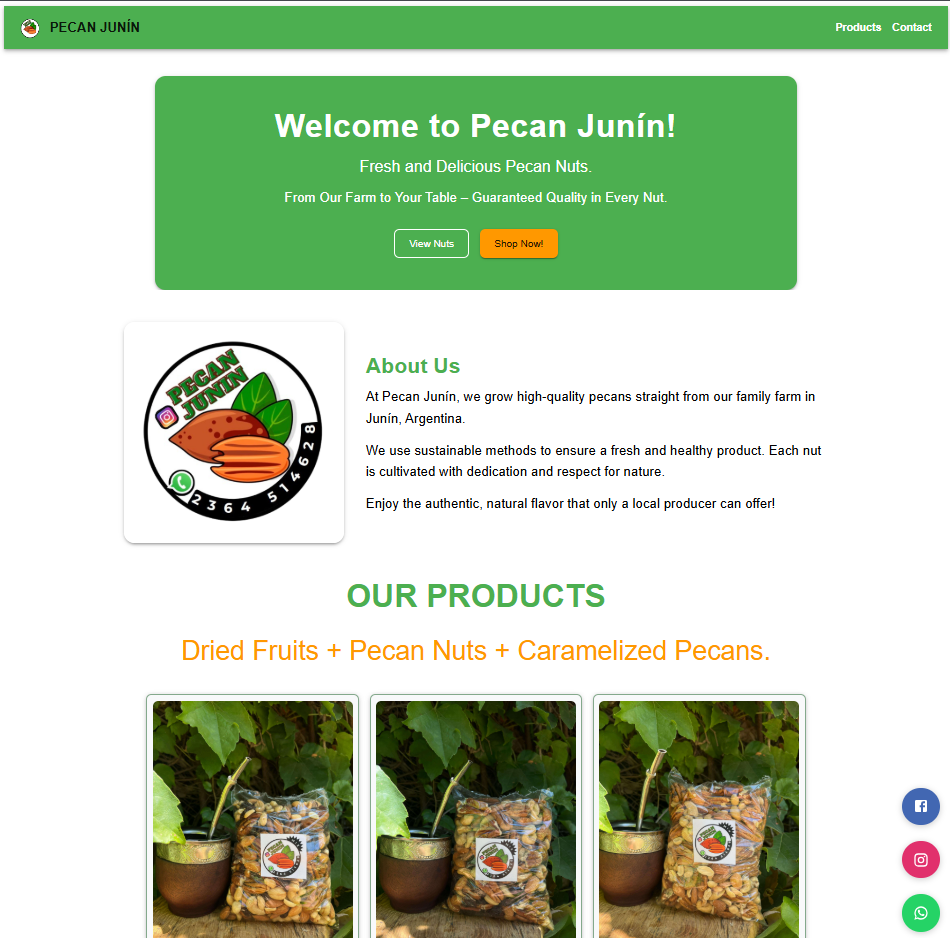 PECAN JUNÍN
Products Contact
Welcome to Pecan Junín!
Fresh and Delicious Pecan Nuts.
From Our Farm to Your Table – Guaranteed Quality in Every Nut.
View Nuts Shop Now!
PECAN
JUNIN
2364 514628
About Us
At Pecan Junín, we grow high-quality pecans straight from our family farm in
Junín, Argentina.
We use sustainable methods to ensure a fresh and healthy product. Each nut
is cultivated with dedication and respect for nature.
Enjoy the authentic, natural flavor that only a local producer can offer!
OUR PRODUCTS
Dried Fruits + Pecan Nuts + Caramelized Pecans.